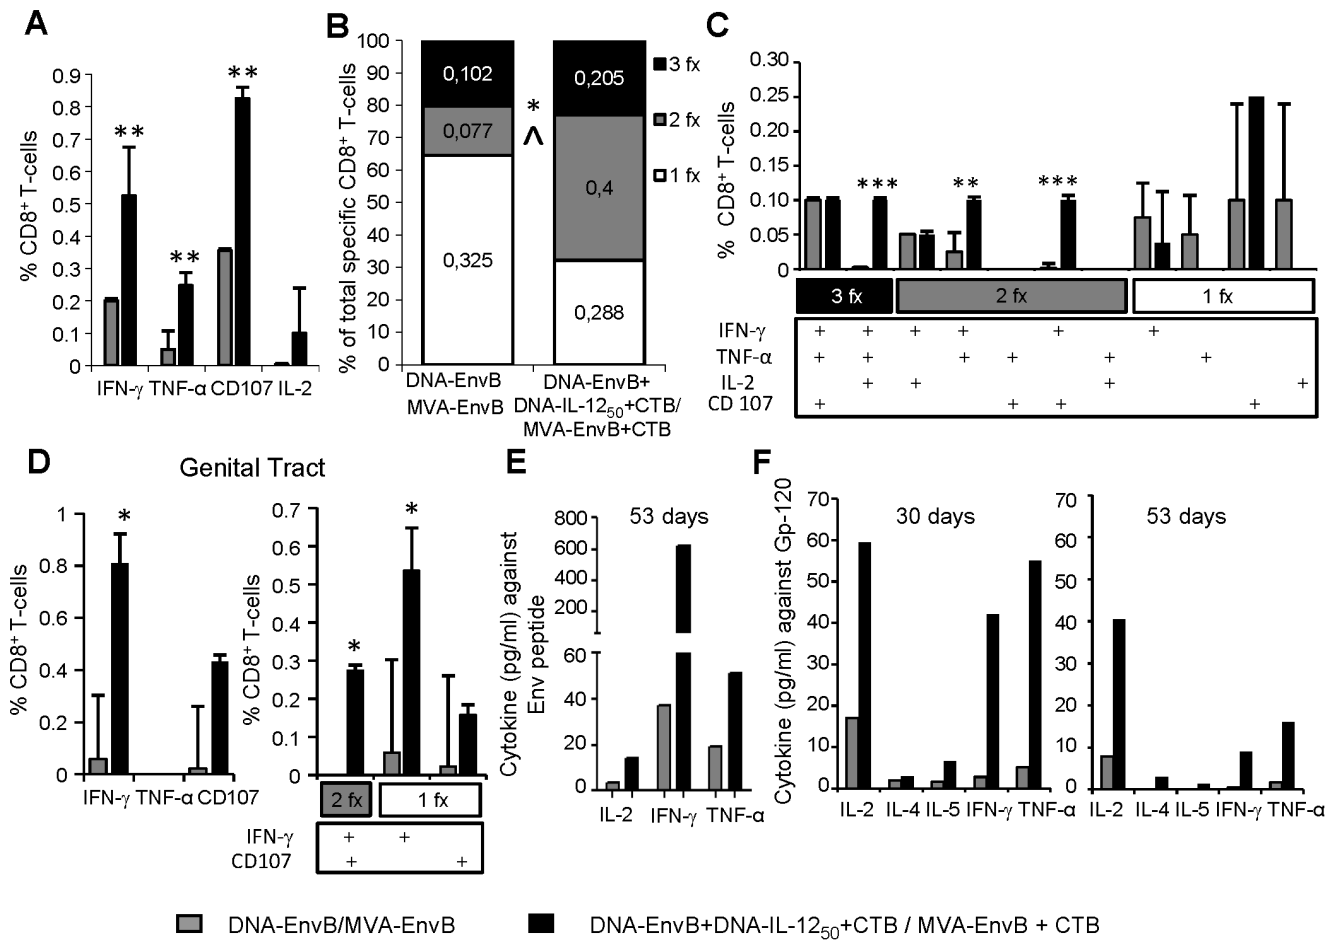 A
% CD8+ T-cells
0.9
0.8
0.7
0.6
0.5
0.4
0.3
0.2
0.1
0
**
**
**
IFN-γ TNF-α CD107 IL-2
B
% of total specific CD8+ T-cells
100
90
80
70
60
50
40
30
20
10
0
0,102
0,077
0,325
*
^
0,205
0,4
0,288
3 fx
2 fx
1 fx
DNA-EnvB
MVA-EnvB
DNA-EnvB+
DNA-IL-1250+CTB/
MVA-EnvB+CTB
C
% CD8+ T-cells
0.30
0.25
0.20
0.15
0.10
0.05
0
***
**
***
3 fx
2 fx
1 fx
IFN-γ + + + + + +
TNF-α + + + + + +
IL-2 + + + +
CD 107 + + + +
D
Genital Tract
% CD8+ T-cells
1
0.8
0.6
0.4
0.2
0
*
IFN-γ TNF-α CD107
% CD8+ T-cells
0.7
0.6
0.5
0.4
0.3
0.2
0.1
0
*
*
2 fx
1 fx
IFN-γ + +
CD107 + +
E
53 days
Cytokine (pg/ml) against
Env peptide
800
600
400
200
60
40
20
0
IL-2 IFN-γ TNF-α
F
Cytokine (pg/ml) against Gp-120
30 days
70
60
50
40
30
20
10
0
IL-2 IL-4 IL-5 IFN-γ TNF-α
53 days
70
60
50
40
30
20
10
0
IL-2 IL-4 IL-5 IFN-γ TNF-α
DNA-EnvB/MVA-EnvB
DNA-EnvB+DNA-IL-1250+CTB / MVA-EnvB + CTB